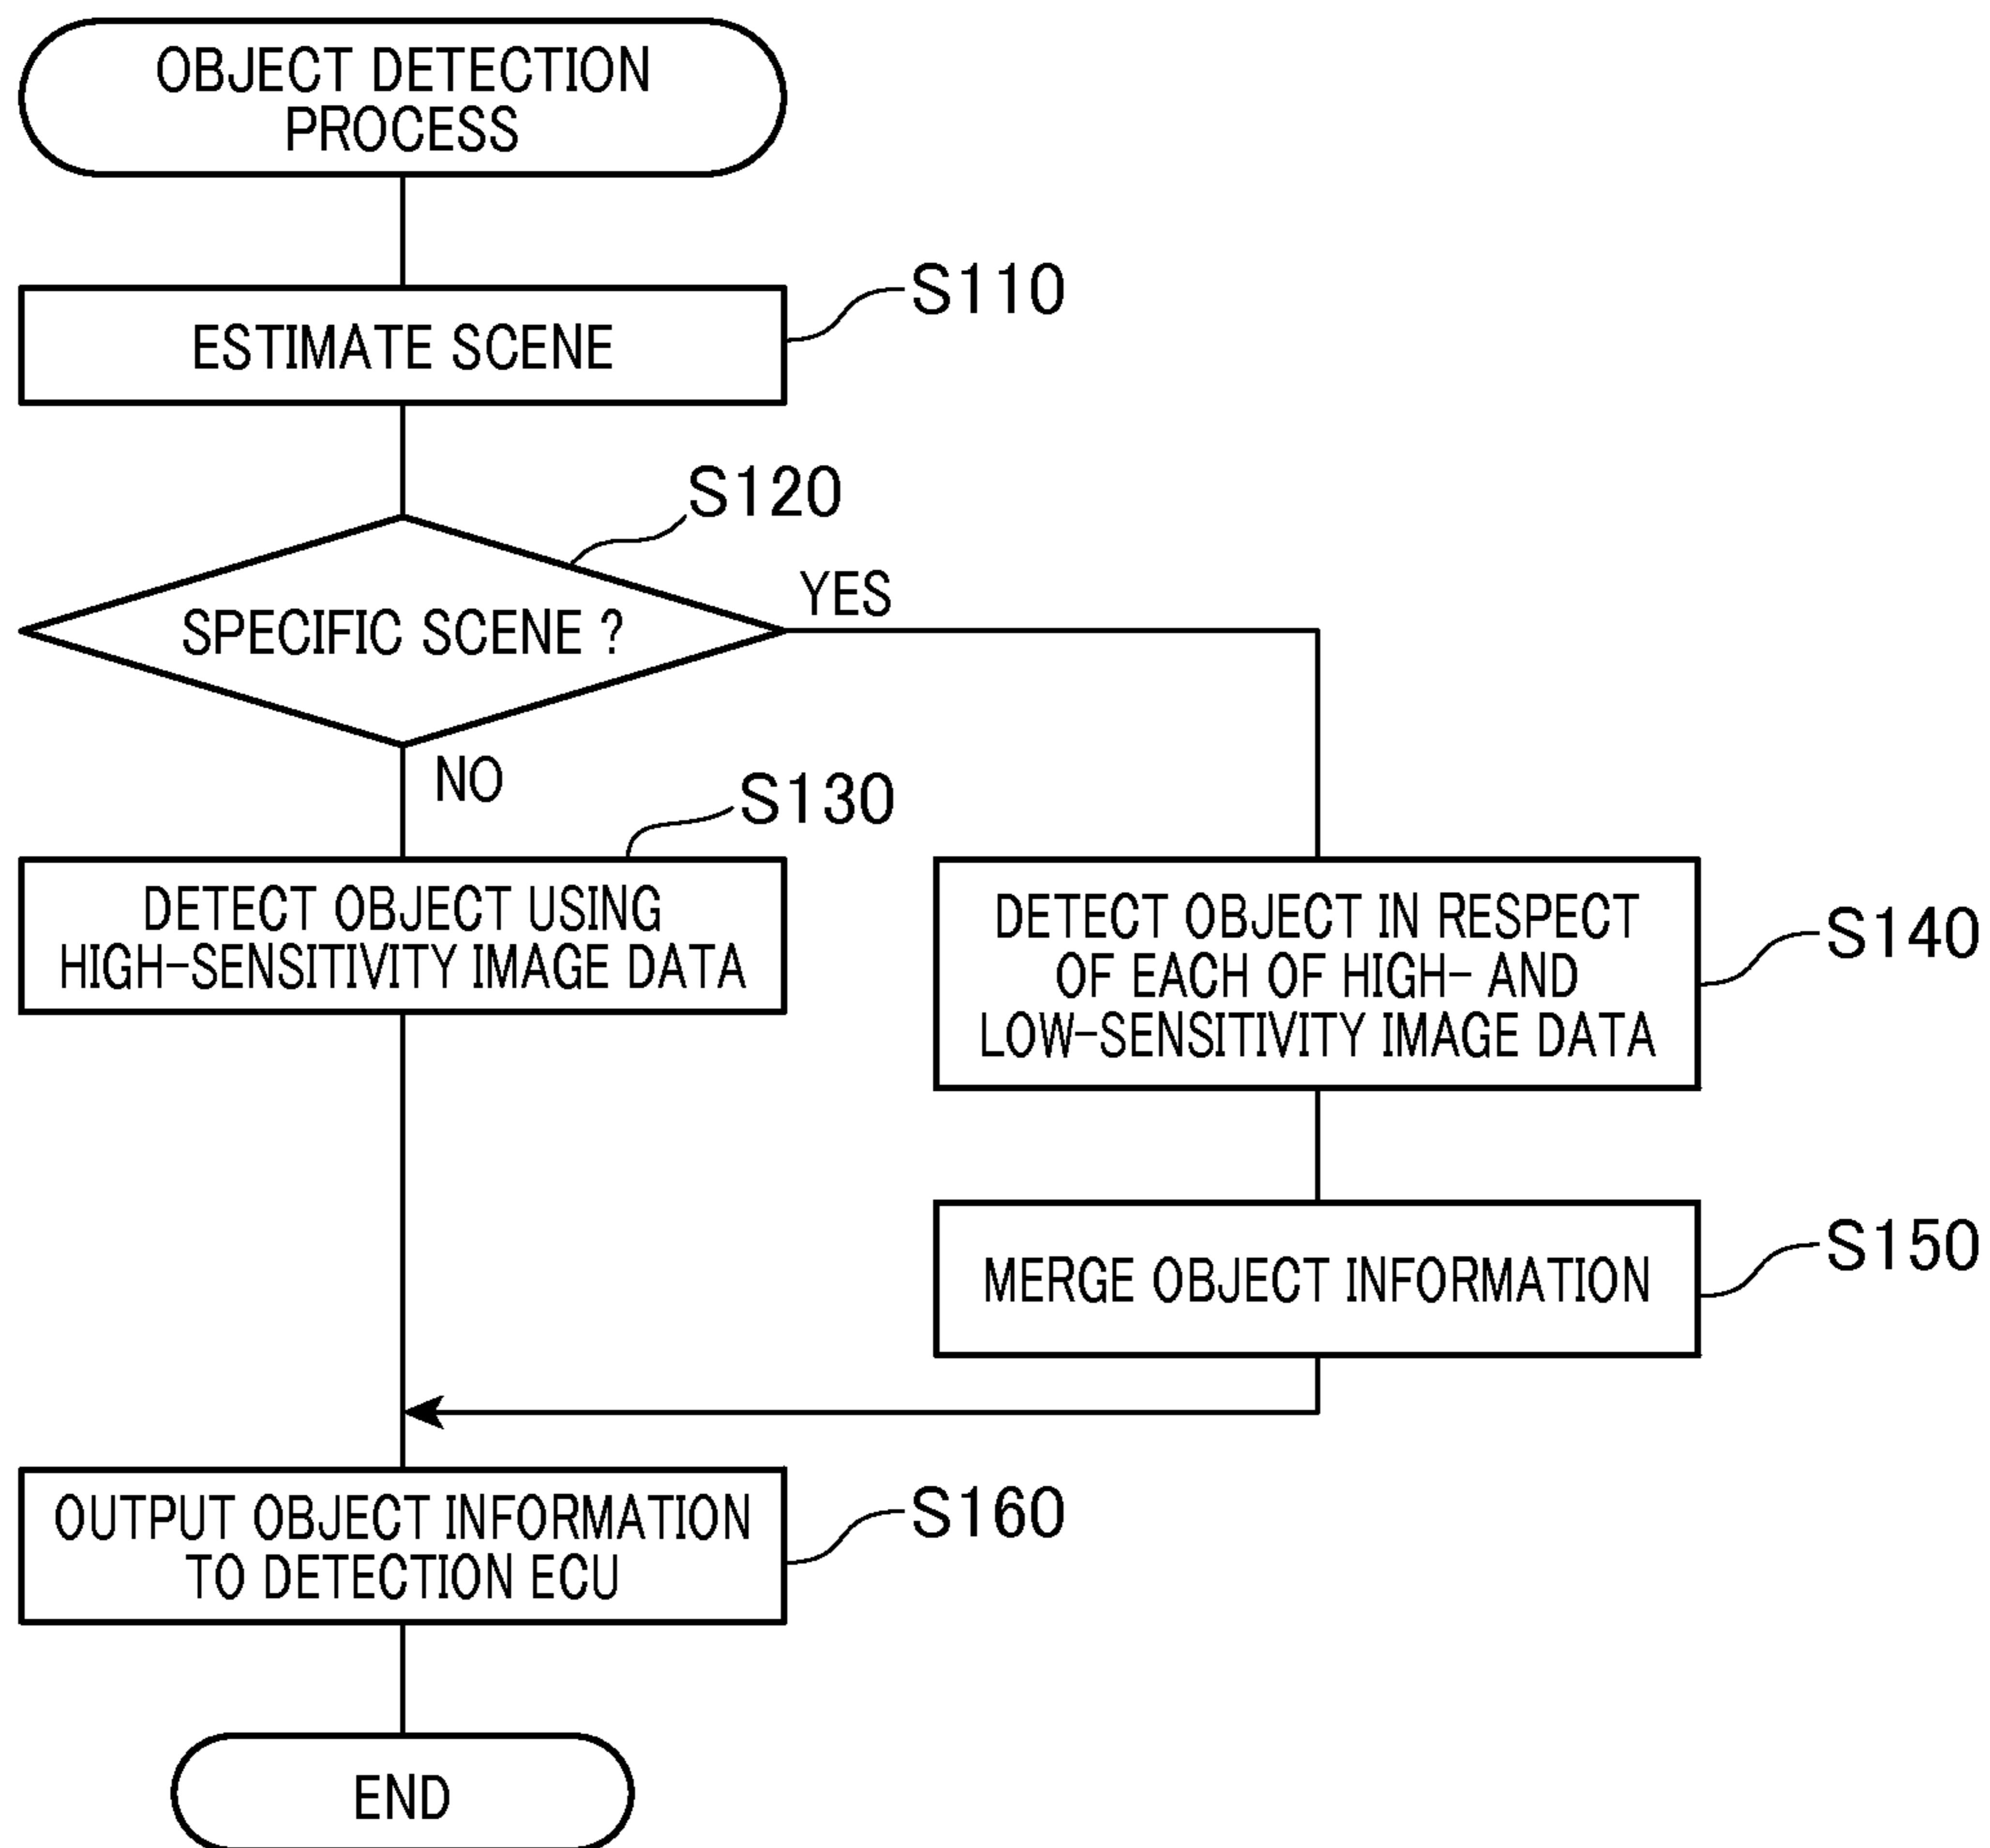 OBJECT DETECTION
PROCESS
S110
ESTIMATE SCENE
S120
SPECIFIC SCENE ?
YES
NO
S130
DETECT OBJECT USING
HIGH-SENSITIVITY IMAGE DATA
DETECT OBJECT IN RESPECT
OF EACH OF HIGH- AND
LOW-SENSITIVITY IMAGE DATA
S140
MERGE OBJECT INFORMATION
S150
OUTPUT OBJECT INFORMATION
TO DETECTION ECU
S160
END